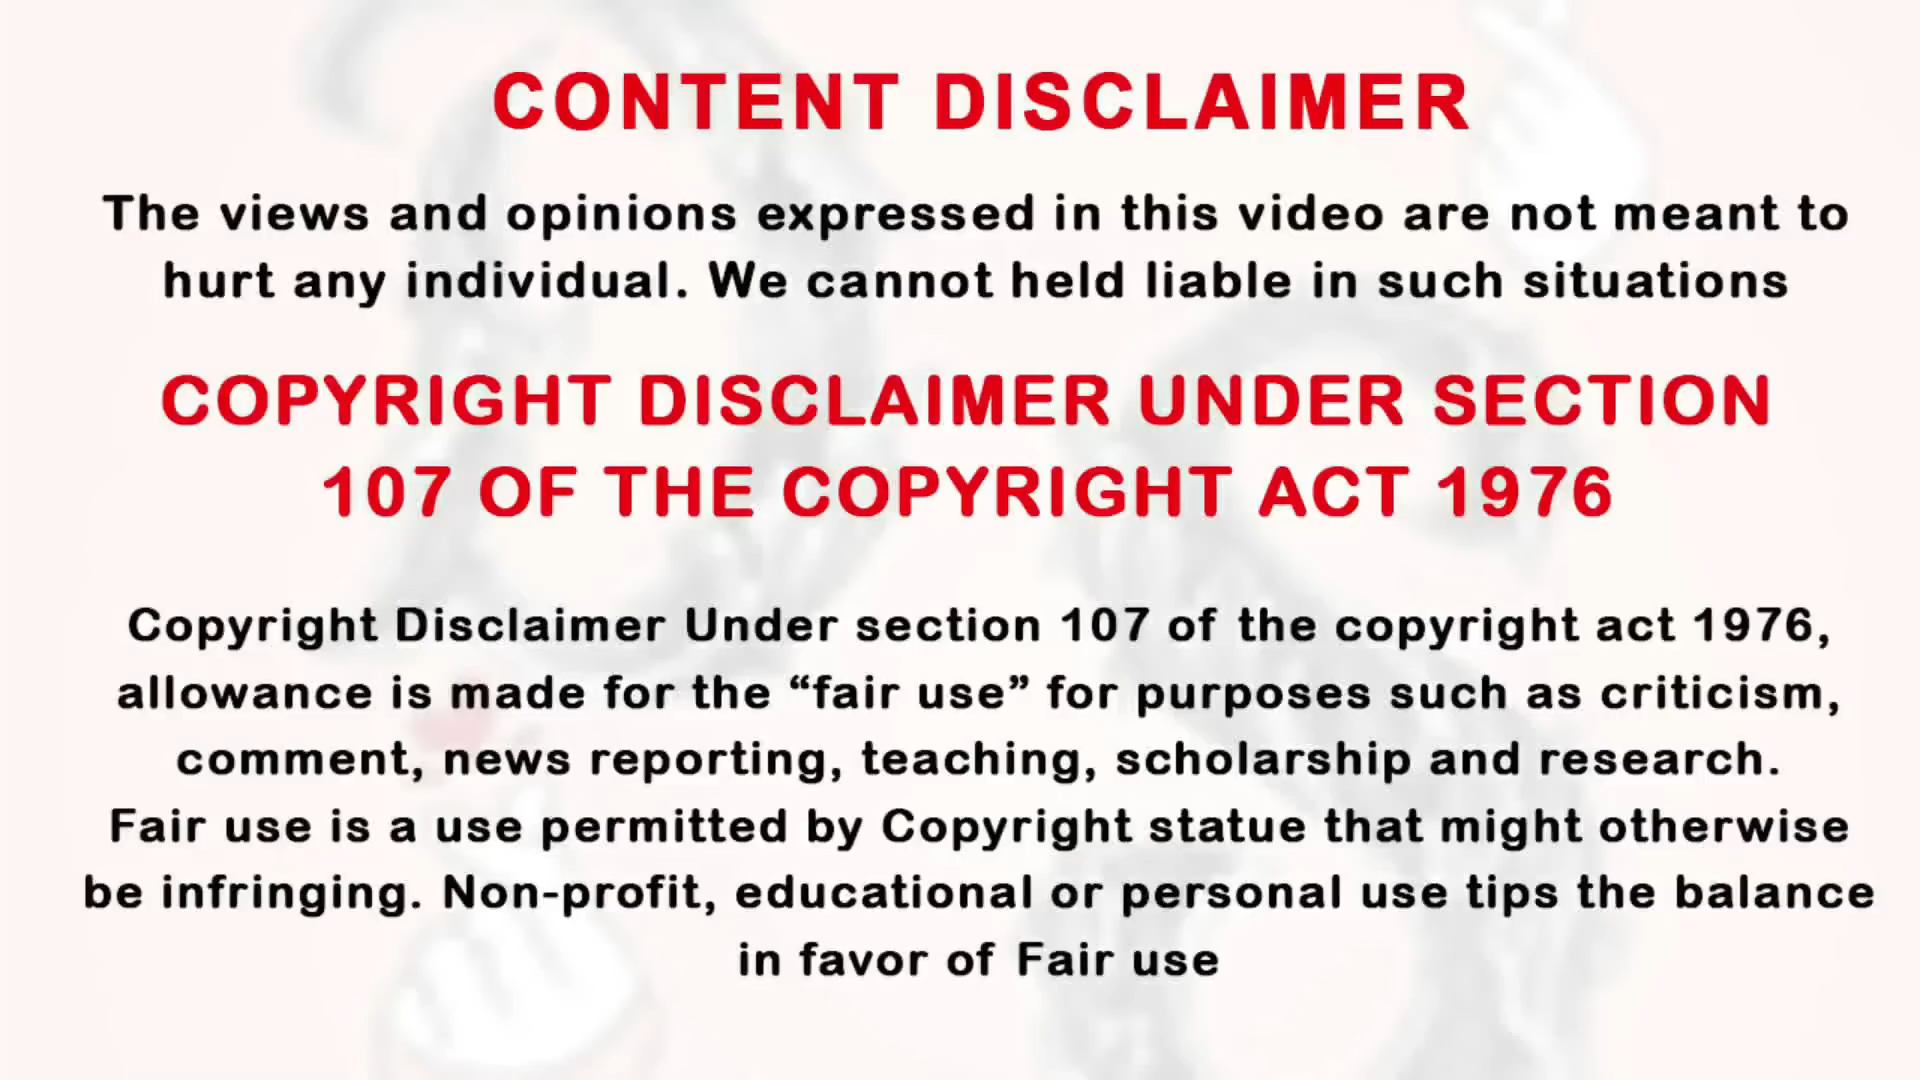 CONTENT DISCLAIMER
The views and opinions expressed in this video are not meant to
hurt any individual. We cannot held liable in such situations
COPYRIGHT DISCLAIMER UNDER SECTION
107 OF THE COPYRIGHT ACT 1976
Copyright Disclaimer Under section 107 of the copyright act 1976,
allowance is made for the “fair use” for purposes such as criticism,
comment, news reporting, teaching, scholarship and research.
Fair use is a use permitted by Copyright statue that might otherwise
be infringing. Non-profit, educational or personal use tips the balance
in favor of Fair use